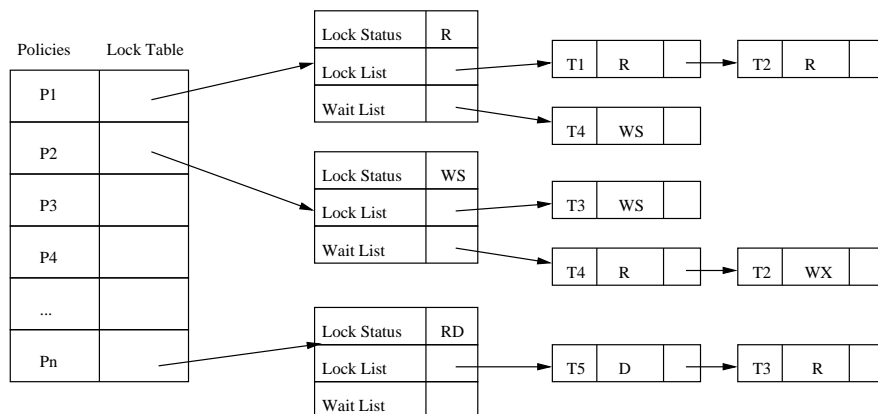 Policies Lock Table
P1
P2
P3
P4
...
Pn
Lock Status R
Lock List
Wait List
T1 R
T2 R
T4 WS
Lock Status WS
Lock List
Wait List
T3 WS
T4 R
T2 WX
Lock Status RD
Lock List
Wait List
T5 D
T3 R